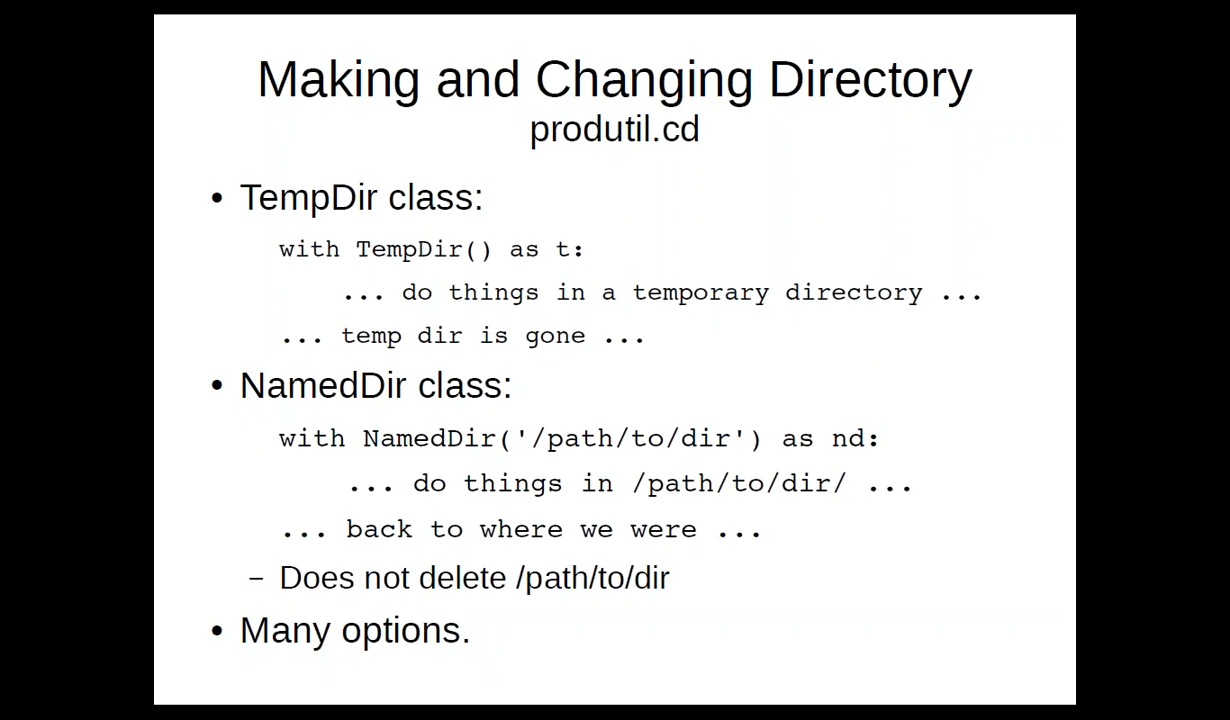 Making and Changing Directory
produtil.cd
• TempDir class:
with TempDir() as t:
... do things in a temporary directory ...
... temp dir is gone ...
• NamedDir class:
with NamedDir('/path/to/dir') as nd:
... do things in /path/to/dir/ ...
... back to where we were ...
– Does not delete /path/to/dir
• Many options.